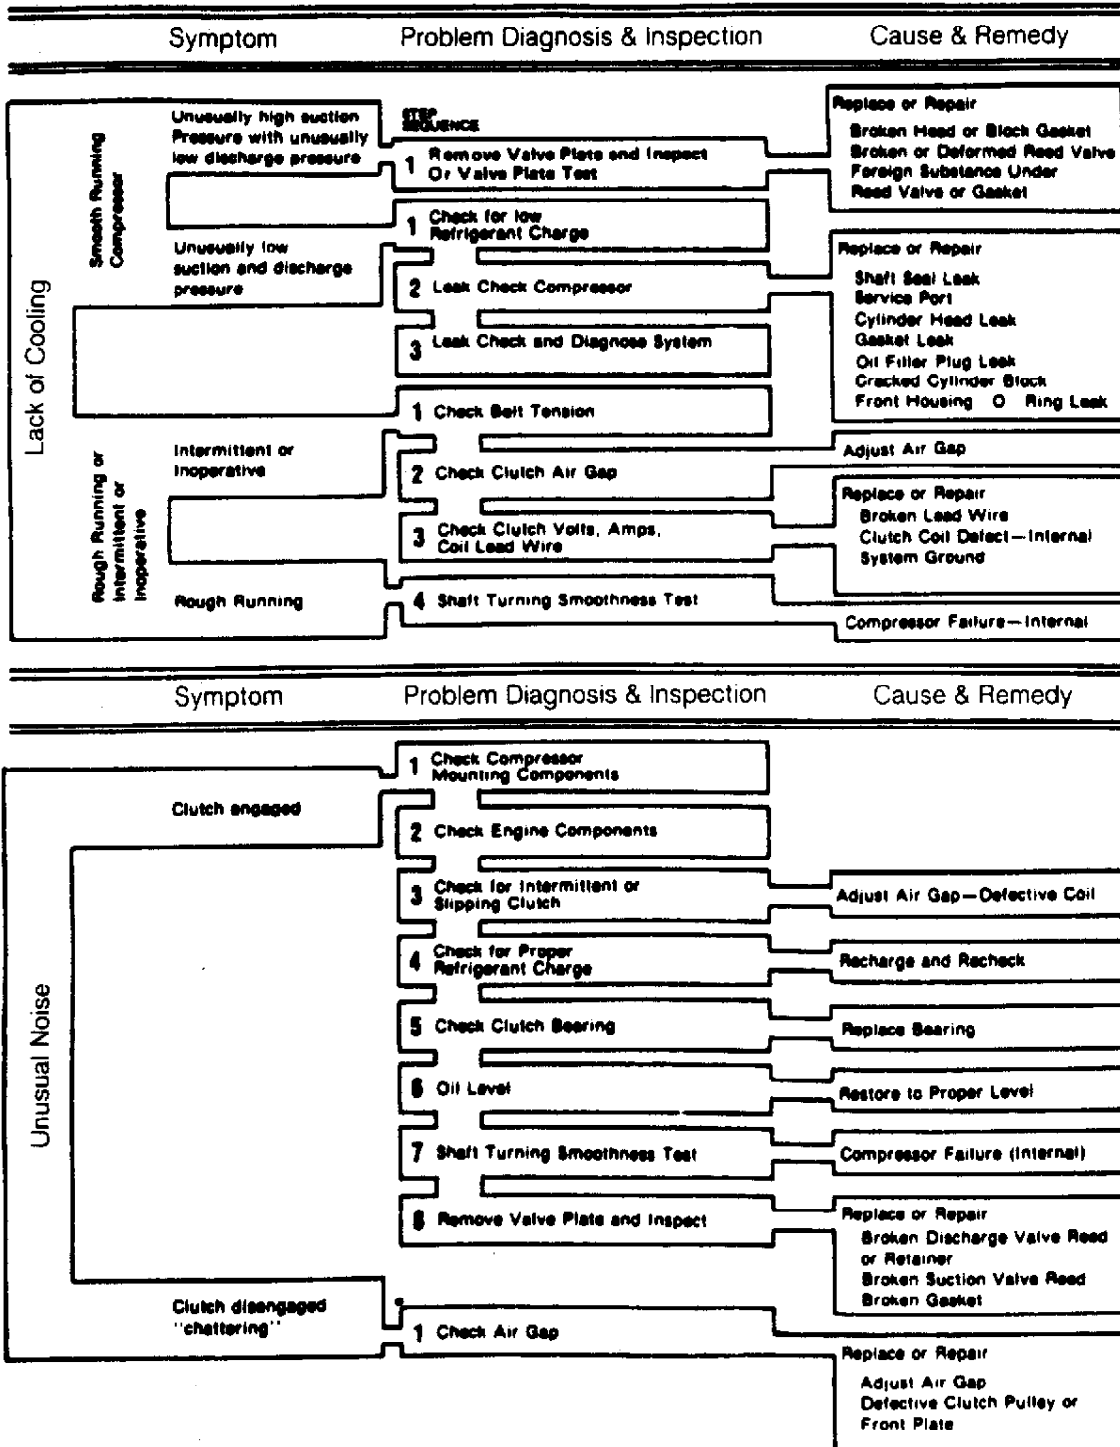 Symptom Problem Diagnosis & Inspection Cause & Remedy
Lack of Cooling
Smooth Running
Compressor
Unusually high suction
Pressure with unusually
low discharge pressure
STEP
SEQUENCE
1 Remove Valve Plate and Inspect
Or Valve Plate Test
Replace or Repair
Broken Head or Block Gasket
Broken or Deformed Reed Valve
Foreign Substance Under
Reed Valve or Gasket
Unusually low
suction and discharge
pressure
1 Check for low
Refrigerant Charge
2 Leak Check Compressor
3 Leak Check and Diagnose System
Replace or Repair
Shaft Seal Leak
Service Port
Cylinder Head Leak
Gasket Leak
Oil Filler Plug Leak
Cracked Cylinder Block
Front Housing O Ring Leak
Rough Running or
Intermittent or
Inoperative
Intermittent or
Inoperative
1 Check Belt Tension
2 Check Clutch Air Gap
Adjust Air Gap
3 Check Clutch Volts, Amps,
Coil Lead Wire
Replace or Repair
Broken Lead Wire
Clutch Coil Defect—Internal
System Ground
Rough Running
4 Shaft Turning Smoothness Test
Compressor Failure—Internal
Symptom Problem Diagnosis & Inspection Cause & Remedy
Unusual Noise
Clutch engaged
1 Check Compressor
Mounting Components
2 Check Engine Components
3 Check for Intermittent or
Slipping Clutch
Adjust Air Gap—Defective Coil
4 Check for Proper
Refrigerant Charge
Recharge and Recheck
5 Check Clutch Bearing
Replace Bearing
6 Oil Level
Restore to Proper Level
7 Shaft Turning Smoothness Test
Compressor Failure (Internal)
8 Remove Valve Plate and Inspect
Replace or Repair
Broken Discharge Valve Reed
or Retainer
Broken Suction Valve Reed
Broken Gasket
Clutch disengaged
"chattering"
1 Check Air Gap
Replace or Repair
Adjust Air Gap
Defective Clutch Pulley or
Front Plate